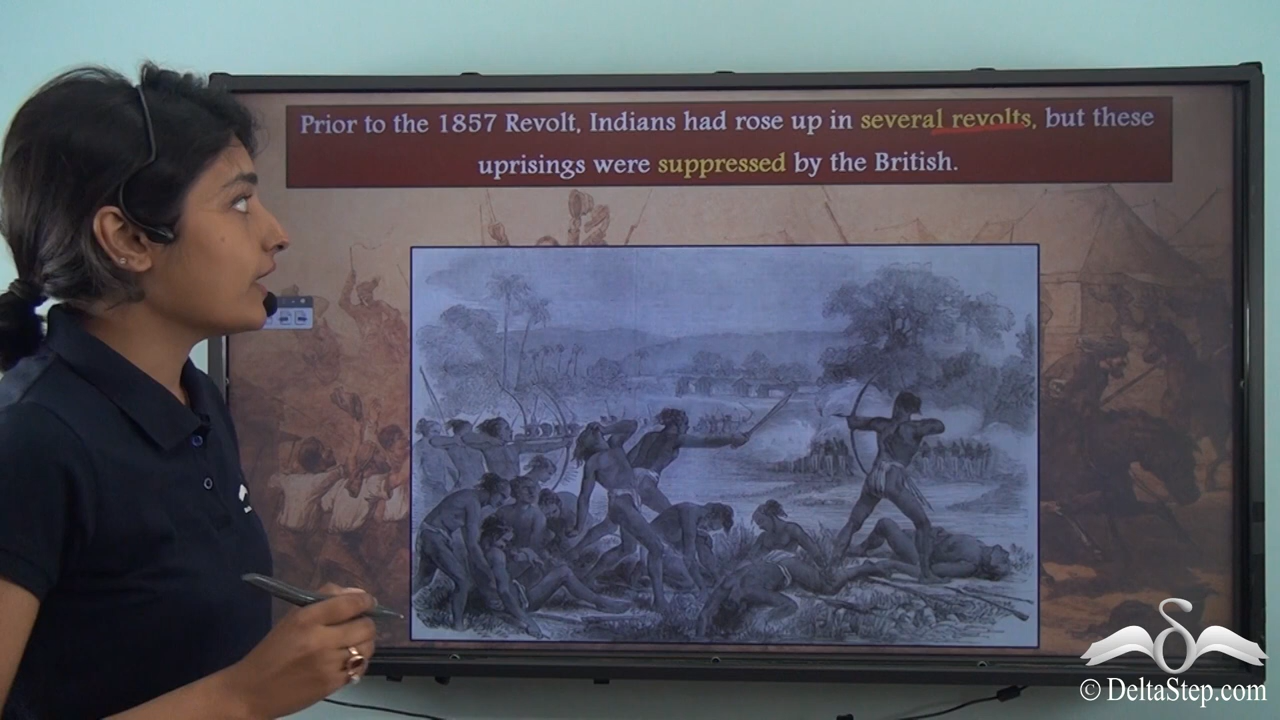 Prior to the 1857 Revolt, Indians had rose up in several revolts, but these
uprisings were suppressed by the British.
© DeltaStep.com